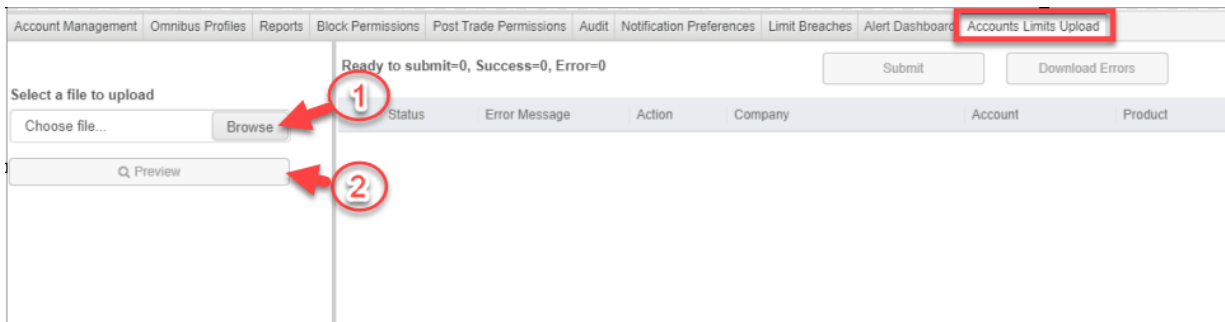 Account Management Omnibus Profiles Reports Block Permissions Post Trade Permissions Audit Notification Preferences Limit Breaches Alert Dashboard Accounts Limits Upload
Ready to submit=0, Success=0, Error=0 Submit Download Errors
Select a file to upload
1
Status Error Message Action Company Account Product
Choose file... Browse
Preview
2